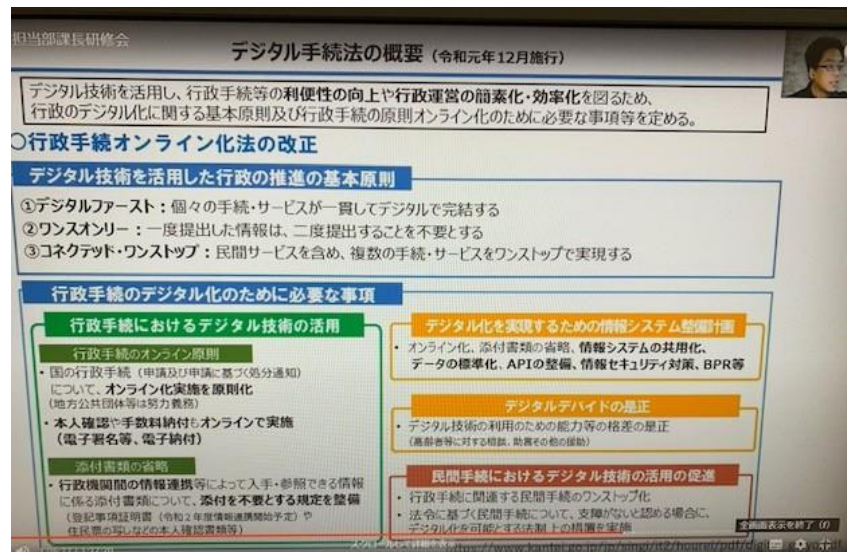 担当部課長研修会
デジタル手続法の概要(令和元年12月施行)
デジタル技術を活用し、行政手続等の利便性の向上や行政運営の簡素化・効率化を図るため、
行政のデジタル化に関する基本原則及び行政手続の原則オンライン化のために必要な事項等を定める。
○行政手続オンライン化法の改正
デジタル技術を活用した行政の推進の基本原則
①デジタルファースト:個々の手続・サービスが一貫してデジタルで完結する
②ワンスオンリー:一度提出した情報は、二度提出することを不要とする
③コネクテッド・ワンストップ:民間サービスを含め、複数の手続・サービスをワンストップで実現する
行政手続のデジタル化のために必要な事項
行政手続におけるデジタル技術の活用
行政手続のオンライン原則
・国の行政手続(申請及び申請に基づく処分通知)
について、オンライン化実施を原則化
(地方公共団体等は努力義務)
・本人確認や手数料納付もオンラインで実施
(電子署名等、電子納付)
添付書類の省略
・行政機関間の情報連携等によって入手・参照できる情報
に係る添付書類について、添付を不要とする規定を整備
(登記事項証明書(令和2年度情報連携開始予定)や
住民票の写しなどの本人確認書類等)
デジタル化を実現するための情報システム整備計画
・オンライン化、添付書類の省略、情報システムの共用化、
データの標準化、APIの整備、情報セキュリティ対策、BPR等
デジタルデバイドの是正
・デジタル技術の利用のための能力等の格差の是正
(高齢者等に対する相談、助言その他の援助)
民間手続におけるデジタル技術の活用の促進
・行政手続に関連する民間手続のワンストップ化
・法令に基づく民間手続について、支障がないと認める場合に、
デジタル化を可能とする法制上の措置を実施
全画面表示を終了 (f)
スクロールして詳細を表示